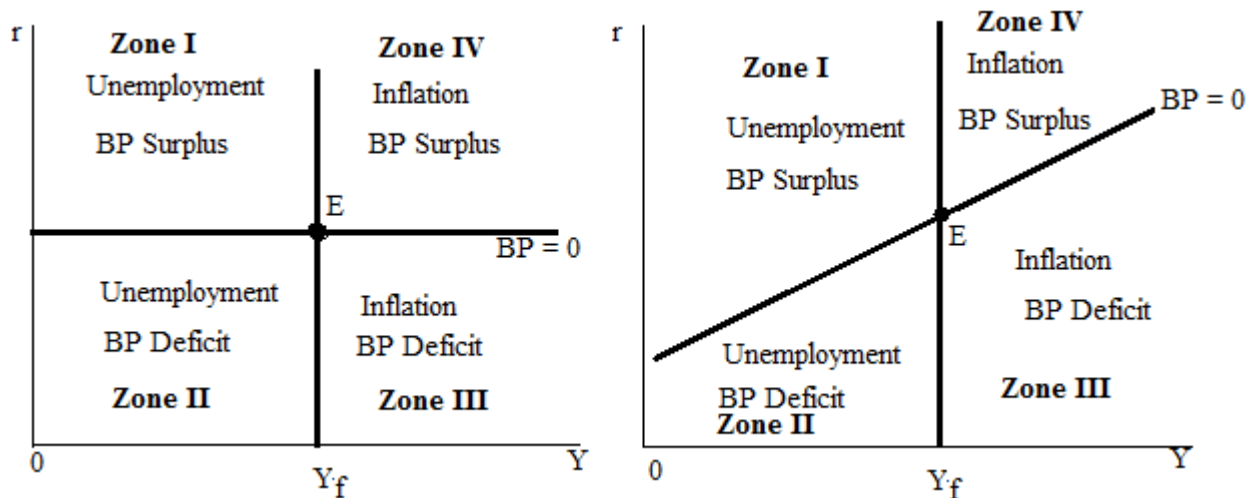 r
Zone I
Unemployment
BP Surplus
Zone IV
Inflation
BP Surplus
E
BP = 0
Unemployment
BP Deficit
Zone II
Inflation
BP Deficit
Zone III
0
Yf
Y
r
Zone I
Unemployment
BP Surplus
Zone IV
Inflation
BP Surplus
BP = 0
E
Inflation
BP Deficit
Zone III
Unemployment
BP Deficit
Zone II
0
Yf
Y